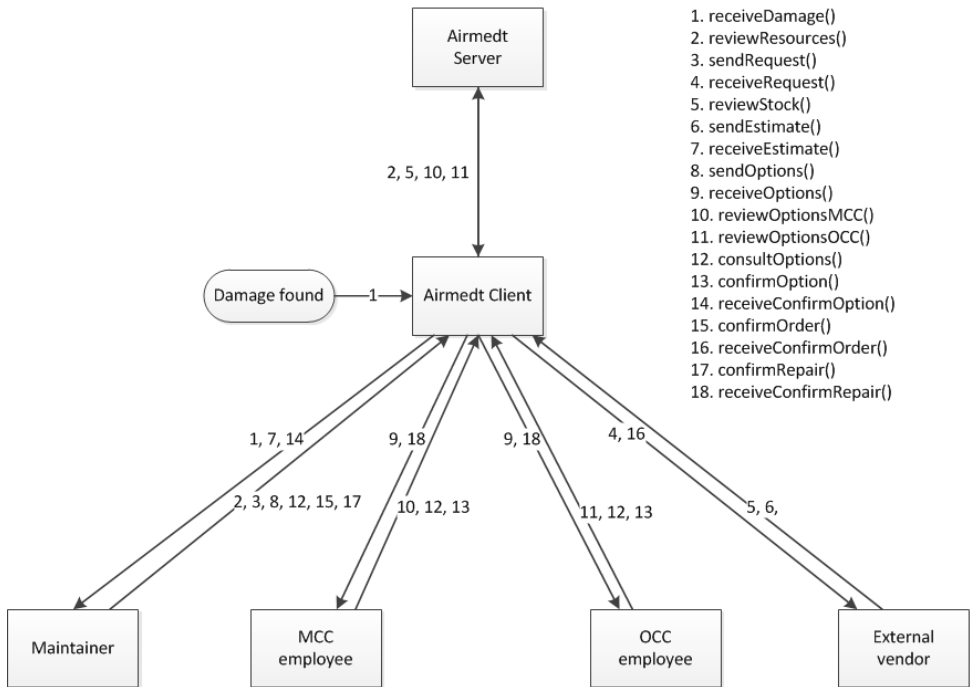 Airmedt
Server
2, 5, 10, 11
Damage found
1
Airmedt Client
1. receiveDamage()
2. reviewResources()
3. sendRequest()
4. receiveRequest()
5. reviewStock()
6. sendEstimate()
7. receiveEstimate()
8. sendOptions()
9. receiveOptions()
10. reviewOptionsMCC()
11. reviewOptionsOCC()
12. consultOptions()
13. confirmOption()
14. receiveConfirmOption()
15. confirmOrder()
16. receiveConfirmOrder()
17. confirmRepair()
18. receiveConfirmRepair()
1, 7, 14
9, 18
9, 18
4, 16
2, 3, 8, 12, 15, 17
10, 12, 13
11, 12, 13
5, 6,
Maintainer
MCC
employee
OCC
employee
External
vendor